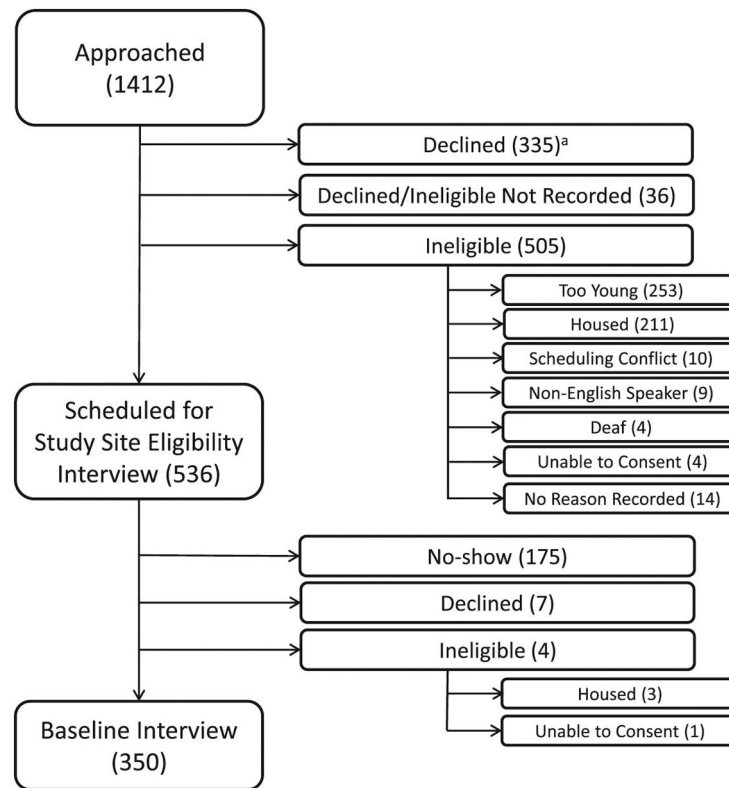 Approached
(1412)
Declined (335)ᵃ
Declined/Ineligible Not Recorded (36)
Ineligible (505)
Too Young (253)
Housed (211)
Scheduling Conflict (10)
Non-English Speaker (9)
Deaf (4)
Unable to Consent (4)
No Reason Recorded (14)
Scheduled for
Study Site Eligibility
Interview (536)
No-show (175)
Declined (7)
Ineligible (4)
Housed (3)
Unable to Consent (1)
Baseline Interview
(350)